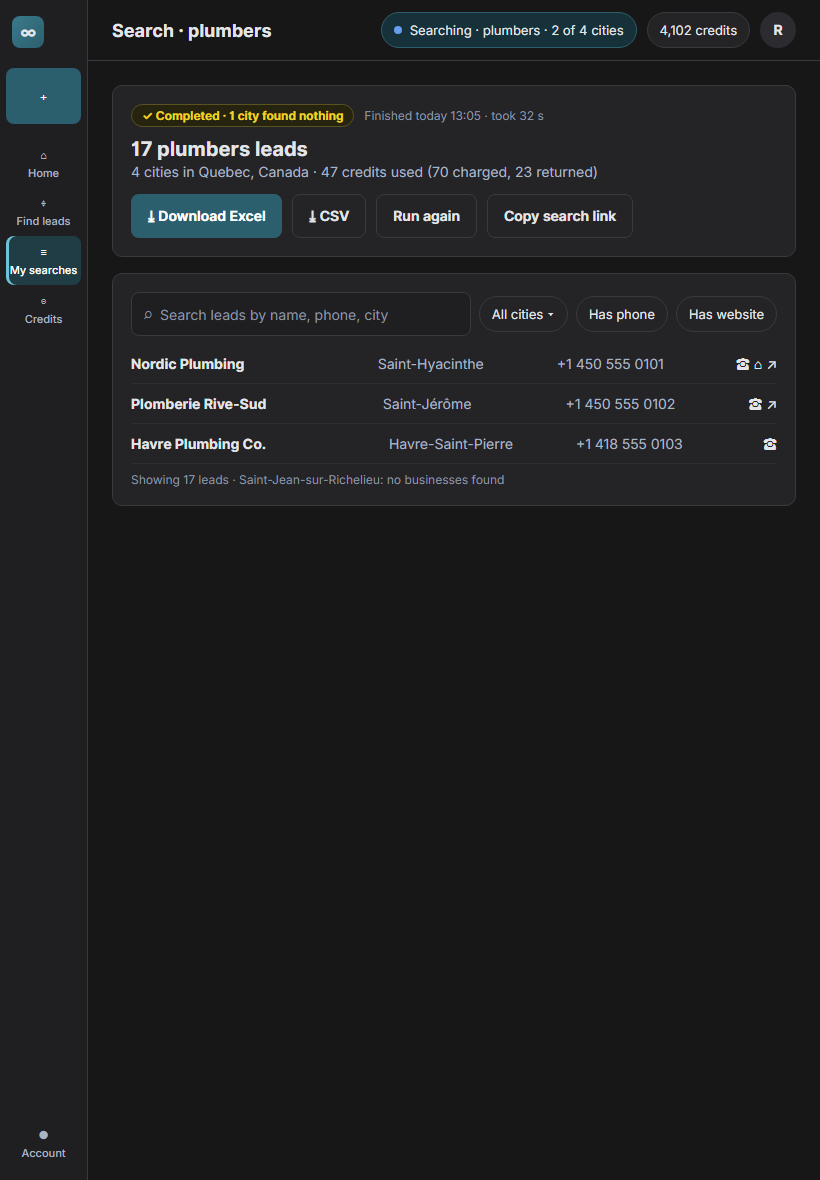 Search · plumbers
Searching · plumbers · 2 of 4 cities
4,102 credits
R
+
Home
Find leads
My searches
Credits
Account
✓ Completed · 1 city found nothing
Finished today 13:05 · took 32 s
17 plumbers leads
4 cities in Quebec, Canada · 47 credits used (70 charged, 23 returned)
Download Excel
CSV
Run again
Copy search link
Search leads by name, phone, city
All cities
Has phone
Has website
Nordic Plumbing Saint-Hyacinthe +1 450 555 0101
Plomberie Rive-Sud Saint-Jérôme +1 450 555 0102
Havre Plumbing Co. Havre-Saint-Pierre +1 418 555 0103
Showing 17 leads · Saint-Jean-sur-Richelieu: no businesses found